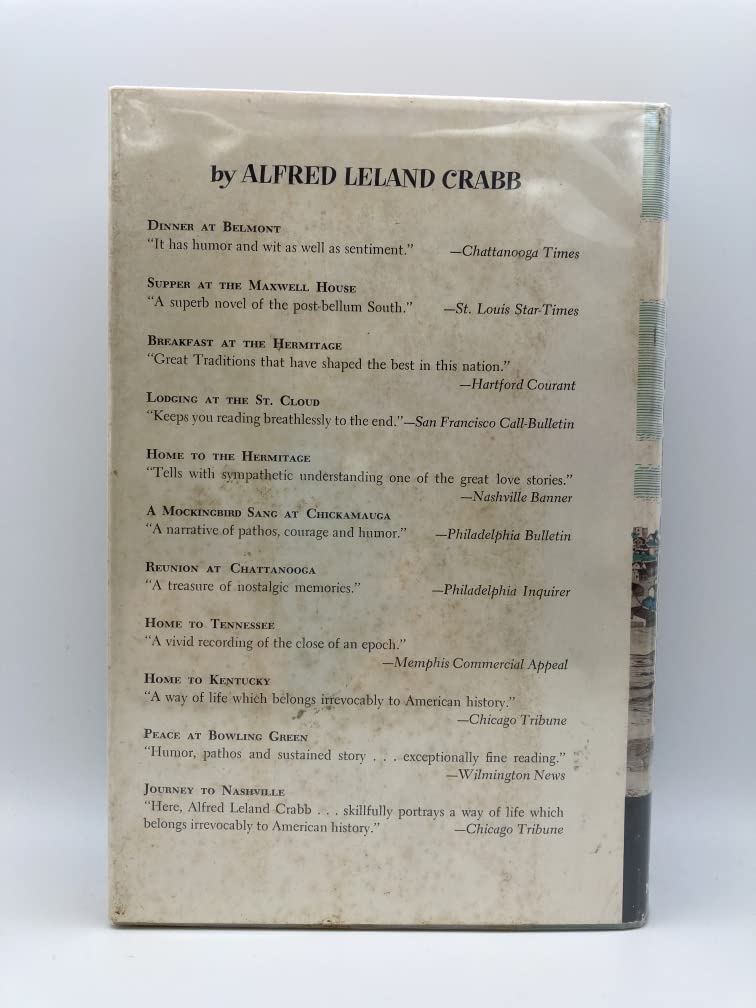 by ALFRED LELAND CRABB
DINNER AT BELMONT
“It has humor and wit as well as sentiment.” —Chattanooga Times
SUPPER AT THE MAXWELL HOUSE
“A superb novel of the post-bellum South.” —St. Louis Star-Times
BREAKFAST AT THE HERMITAGE
“Great Traditions that have shaped the best in this nation.”
—Hartford Courant
LODGING AT THE ST. CLOUD
“Keeps you reading breathlessly to the end.”—San Francisco Call-Bulletin
HOME TO THE HERMITAGE
“Tells with sympathetic understanding one of the great love stories.”
—Nashville Banner
A MOCKINGBIRD SANG AT CHICKAMAUGA
“A narrative of pathos, courage and humor.” —Philadelphia Bulletin
REUNION AT CHATTANOOGA
“A treasure of nostalgic memories.” —Philadelphia Inquirer
HOME TO TENNESSEE
“A vivid recording of the close of an epoch.”
—Memphis Commercial Appeal
HOME TO KENTUCKY
“A way of life which belongs irrevocably to American history.”
—Chicago Tribune
PEACE AT BOWLING GREEN
“Humor, pathos and sustained story . . . exceptionally fine reading.”
—Wilmington News
JOURNEY TO NASHVILLE
“Here, Alfred Leland Crabb . . . skillfully portrays a way of life which
belongs irrevocably to American history.” —Chicago Tribune